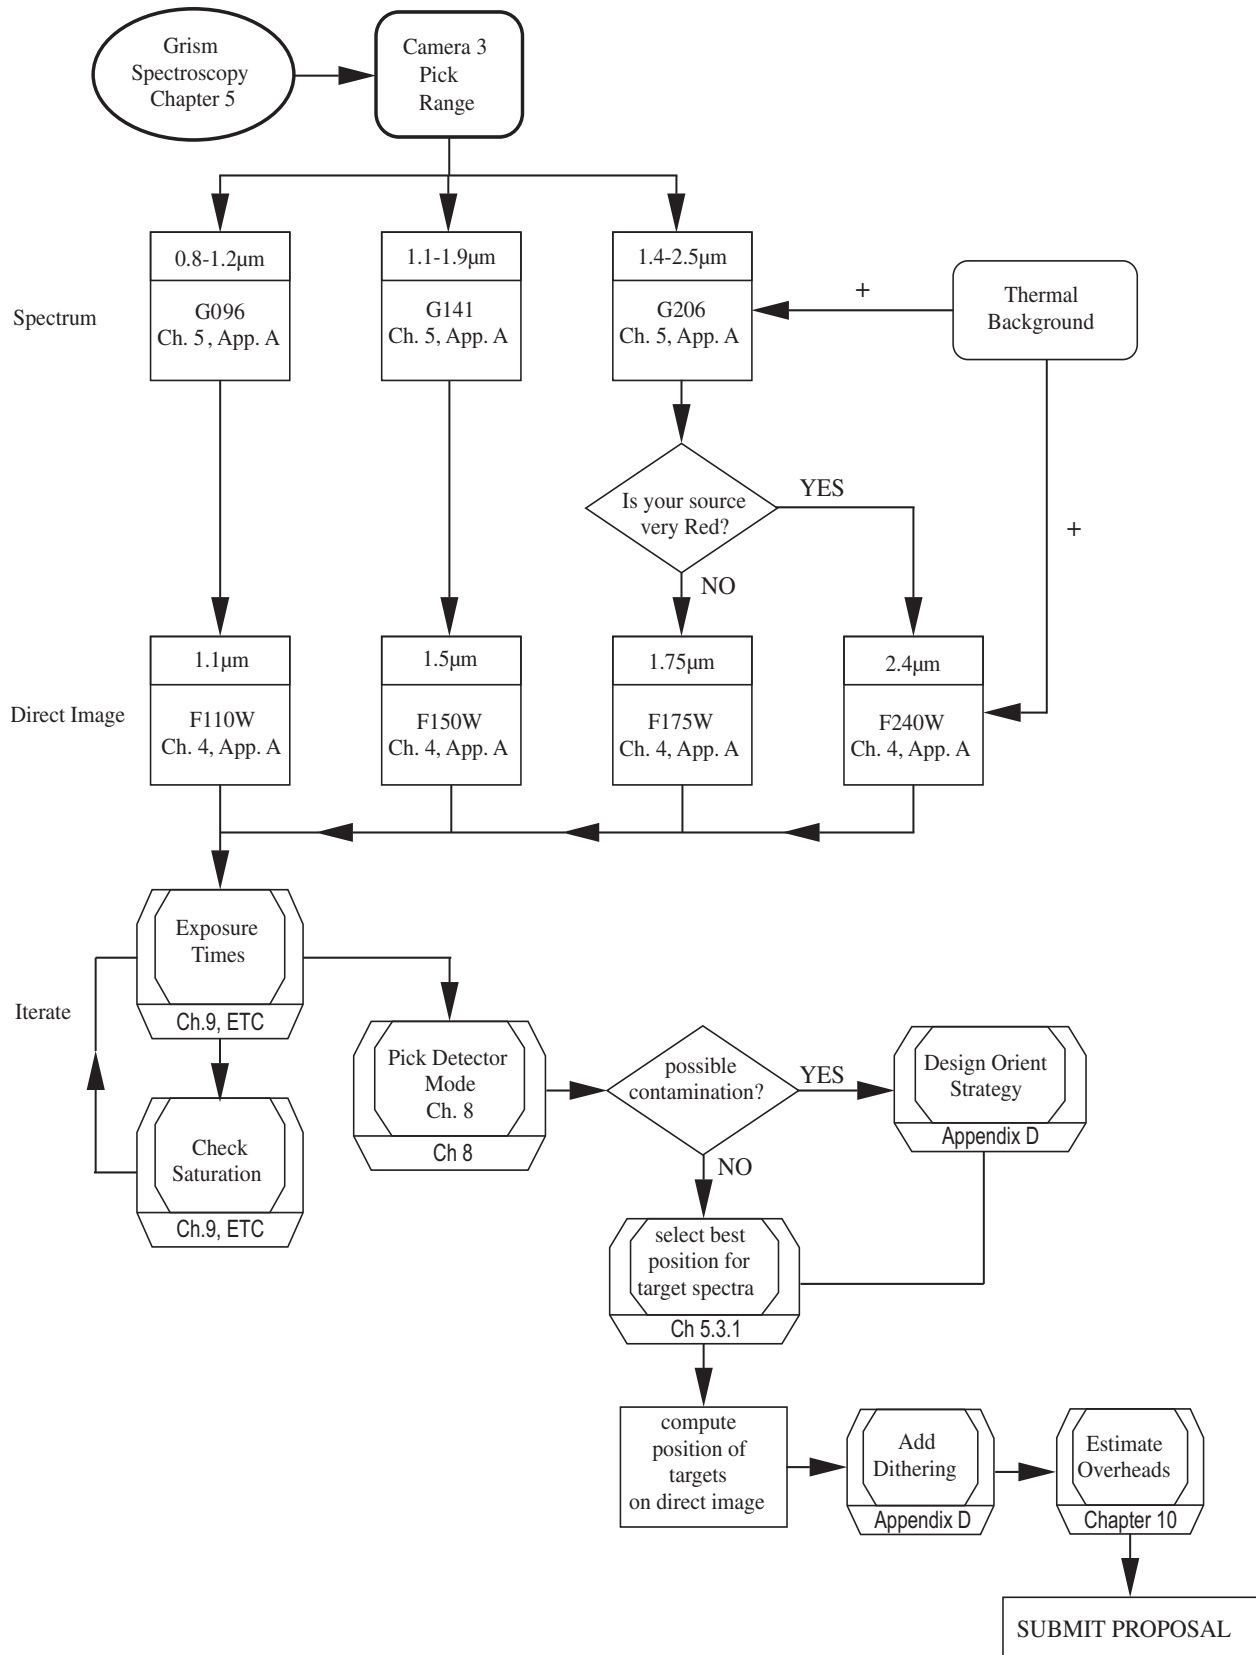 Grism
Spectroscopy
Chapter 5
Camera 3
Pick
Range
0.8-1.2µm
1.1-1.9µm
1.4-2.5µm
Spectrum
G096
Ch. 5, App. A
G141
Ch. 5, App. A
G206
Ch. 5, App. A
+
Thermal
Background
Is your source
very Red?
YES
+
NO
1.1µm
1.5µm
1.75µm
2.4µm
Direct Image
F110W
Ch. 4, App. A
F150W
Ch. 4, App. A
F175W
Ch. 4, App. A
F240W
Ch. 4, App. A
Exposure
Times
Ch.9, ETC
Iterate
Check
Saturation
Ch.9, ETC
Pick Detector
Mode
Ch. 8
Ch 8
possible
contamination?
YES
Design Orient
Strategy
Appendix D
NO
select best
position for
target spectra
Ch 5.3.1
compute
position of
targets
on direct image
Add
Dithering
Appendix D
Estimate
Overheads
Chapter 10
SUBMIT PROPOSAL